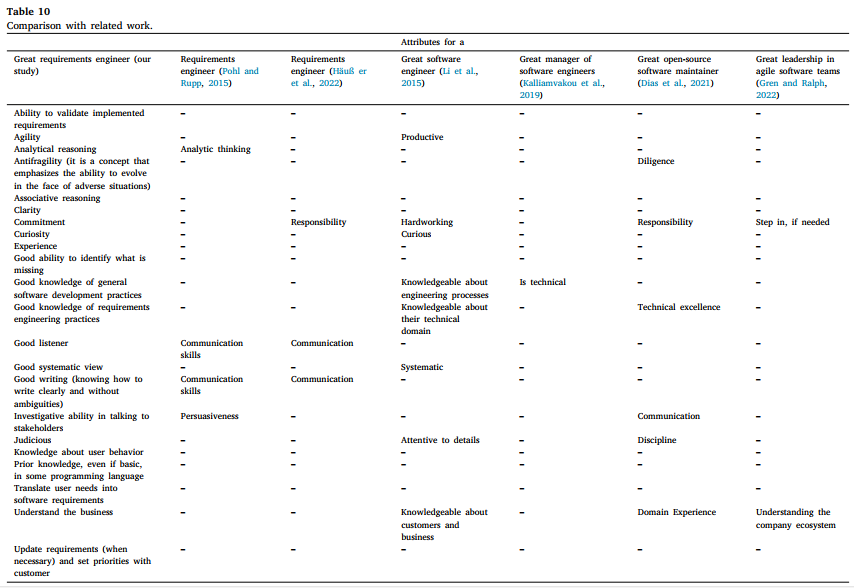 Table 10
Comparison with related work.
Attributes for a
Great requirements engineer (our study) Requirements engineer (Pohl and Rupp, 2015) Requirements engineer (Häuß er et al., 2022) Great software engineer (Li et al., 2015) Great manager of software engineers (Kalliamvakou et al., 2019) Great open-source software maintainer (Dias et al., 2021) Great leadership in agile software teams (Gren and Ralph, 2022)
Ability to validate implemented requirements – – – – – –
Agility – – Productive – – –
Analytical reasoning Analytic thinking – – – – –
Antifragility (it is a concept that emphasizes the ability to evolve in the face of adverse situations) – – – – Diligence –
Associative reasoning – – – – – –
Clarity – – – – – –
Commitment – Responsibility Hardworking – Responsibility Step in, if needed
Curiosity – – Curious – – –
Experience – – – – – –
Good ability to identify what is missing – – – – – –
Good knowledge of general software development practices – – Knowledgeable about engineering processes Is technical – –
Good knowledge of requirements engineering practices – – Knowledgeable about their technical domain – Technical excellence –
Good listener Communication skills Communication – – – –
Good systematic view – – Systematic – – –
Good writing (knowing how to write clearly and without ambiguities) Communication skills Communication – – – –
Investigative ability in talking to stakeholders Persuasiveness – – – Communication –
Judicious – – Attentive to details – Discipline –
Knowledge about user behavior – – – – – –
Prior knowledge, even if basic, in some programming language – – – – – –
Translate user needs into software requirements – – – – – –
Understand the business – – Knowledgeable about customers and business – Domain Experience Understanding the company ecosystem
Update requirements (when necessary) and set priorities with customer – – – – – –